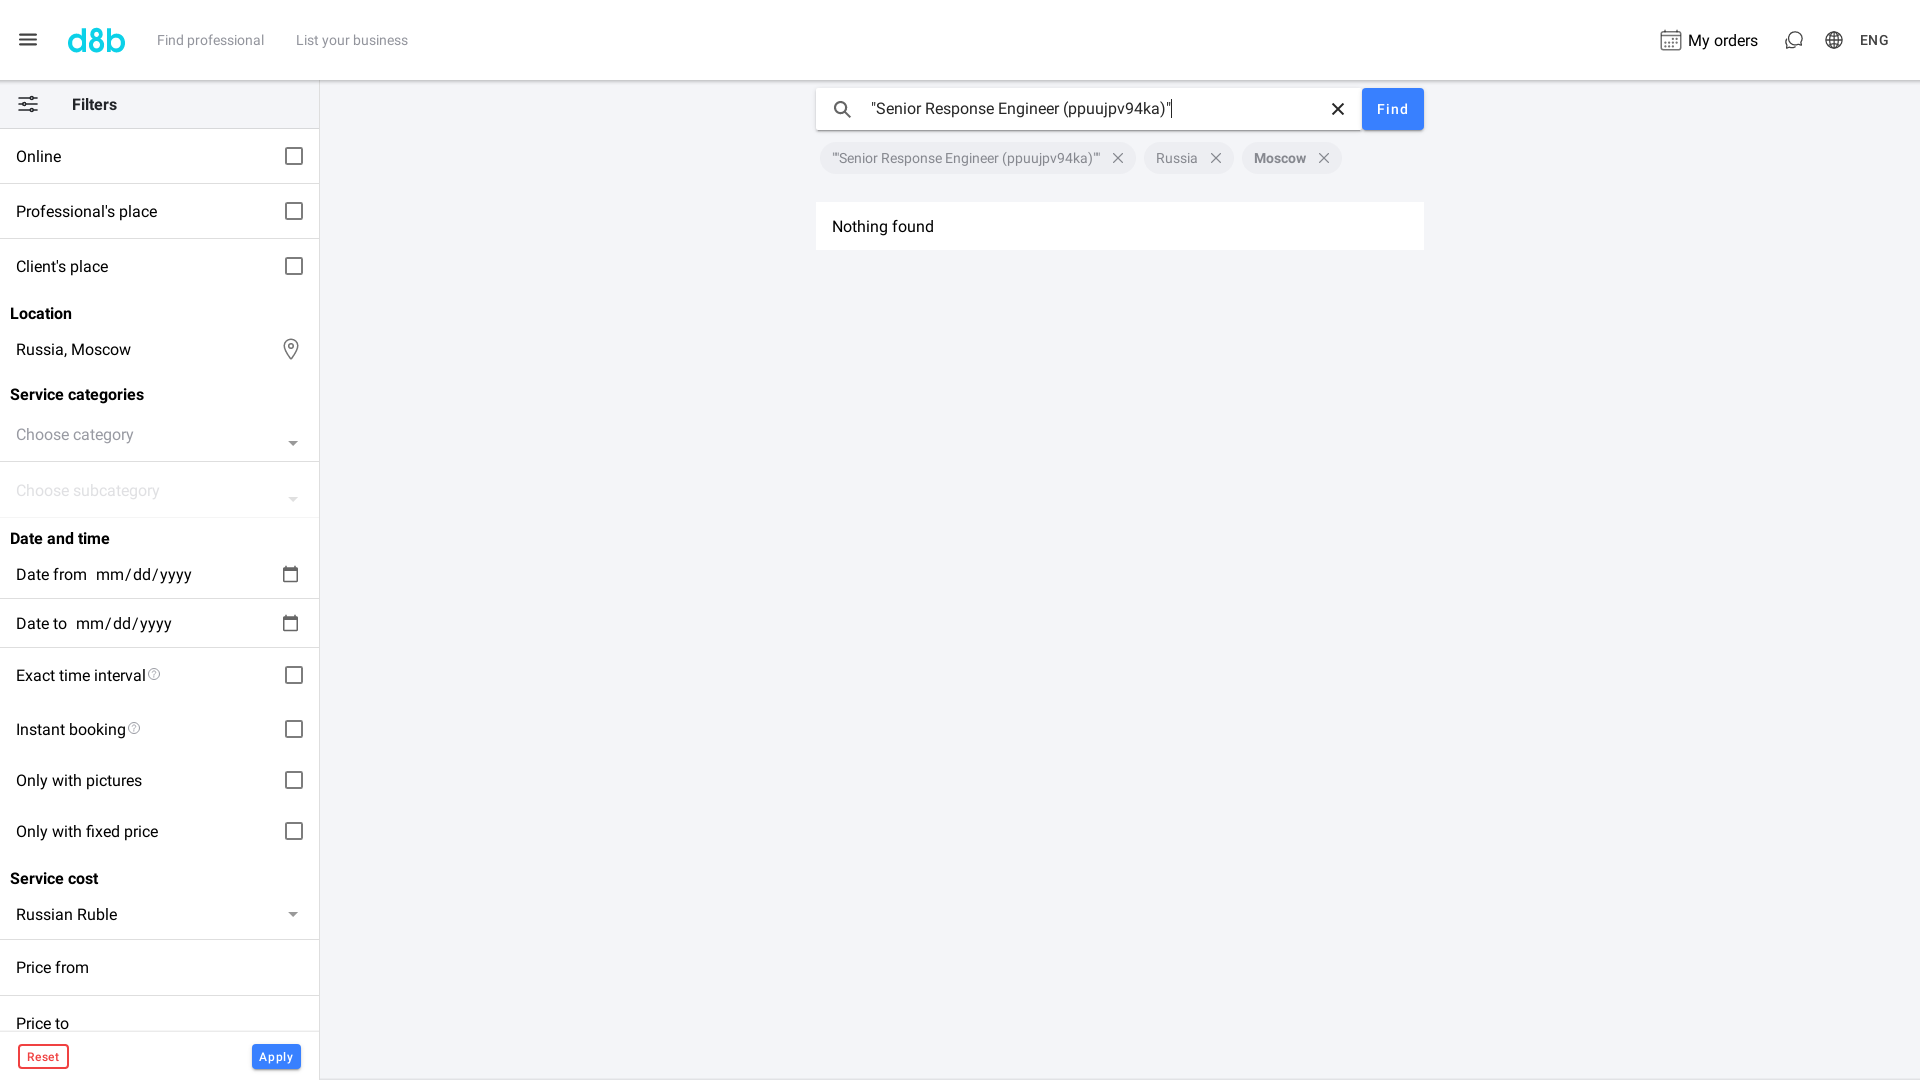 d8b
Find professional
List your business
My orders
ENG
Filters
Online
Professional's place
Client's place
Location
Russia, Moscow
Service categories
Choose category
Choose subcategory
Date and time
Date from mm/dd/yyyy
Date to mm/dd/yyyy
Exact time interval ?
Instant booking ?
Only with pictures
Only with fixed price
Service cost
Russian Ruble
Price from
Price to
Reset
Apply
"Senior Response Engineer (ppuujpv94ka)"
Find
""Senior Response Engineer (ppuujpv94ka)""
Russia
Moscow
Nothing found